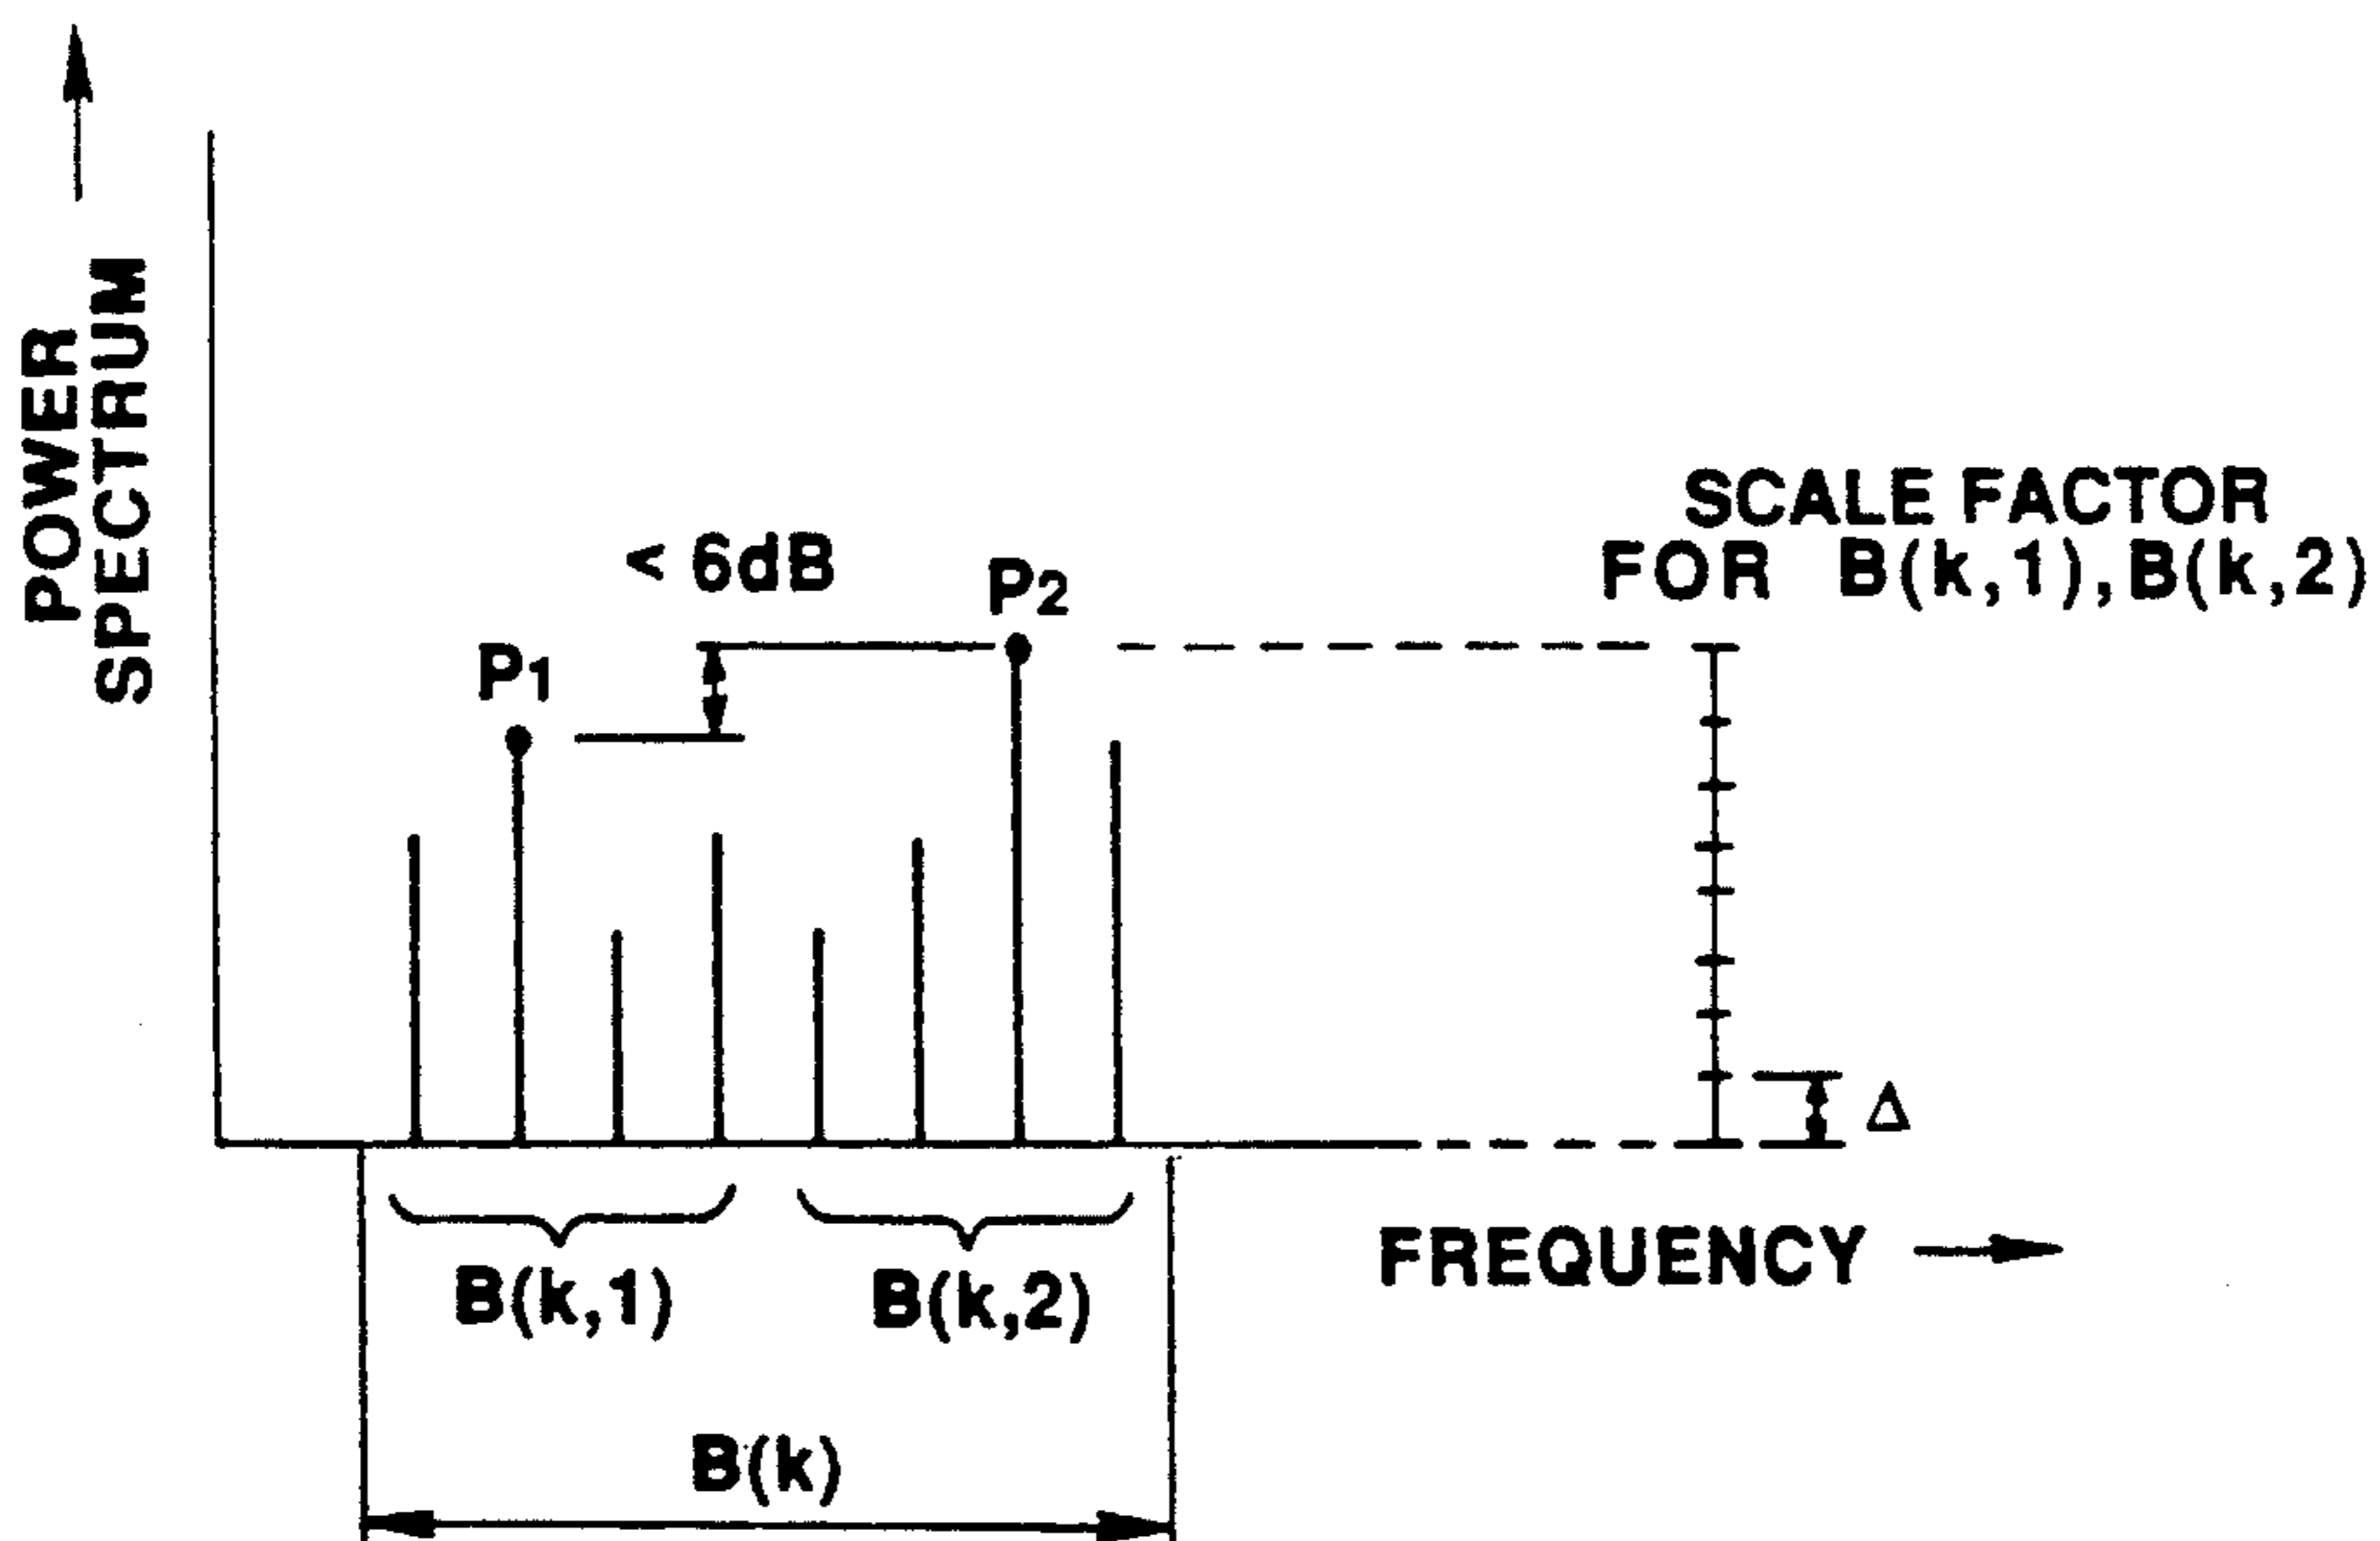 POWER
SPECTRUM
SCALE FACTOR
FOR B(k,1),B(k,2)
< 6dB
P2
P1
Δ
B(k,1)
B(k,2)
FREQUENCY
B(k)